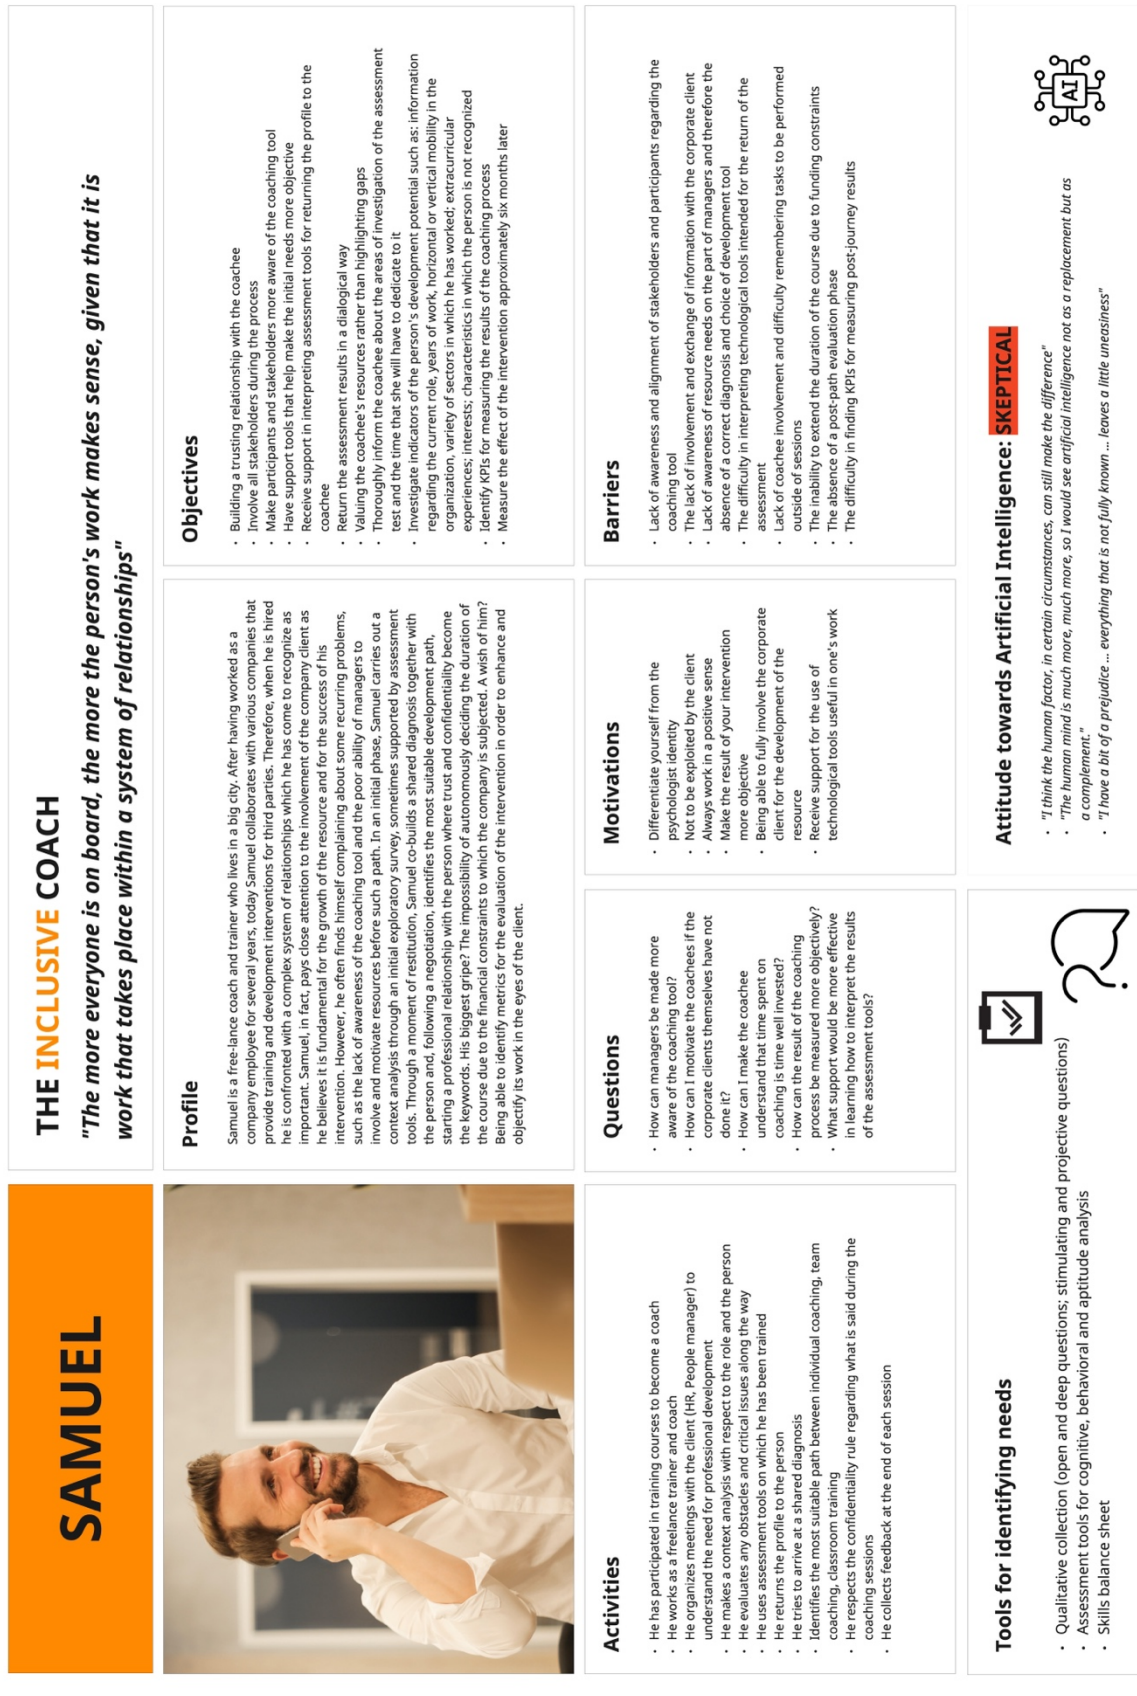 SAMUEL
THE INCLUSIVE COACH
"The more everyone is on board, the more the person's work makes sense, given that it is
work that takes place within a system of relationships"
Profile
Samuel is a free-lance coach and trainer who lives in a big city. After having worked as a
company employee for several years, today Samuel collaborates with various companies that
provide training and development interventions for third parties. Therefore, when he is hired
he is confronted with a complex system of relationships which he has come to recognize as
important. Samuel, in fact, pays close attention to the involvement of the company client as
he believes it is fundamental for the growth of the resource and for the success of his
intervention. However, he often finds himself complaining about some recurring problems,
such as the lack of awareness of the coaching tool and the poor ability of managers to
involve and motivate resources before such a path. In an initial phase, Samuel carries out a
context analysis through an initial exploratory survey, sometimes supported by assessment
tools. Through a moment of restitution, Samuel co-builds a shared diagnosis together with
the person and, following a negotiation, identifies the most suitable development path,
starting a professional relationship with the person where trust and confidentiality become
the keywords. His biggest gripe? The impossibility of autonomously deciding the duration of
the course due to the financial constraints to which the company is subjected. A wish of him?
Being able to identify metrics for the evaluation of the intervention in order to enhance and
objectify its work in the eyes of the client.
Objectives
• Building a trusting relationship with the coachee
• Involve all stakeholders during the process
• Make participants and stakeholders more aware of the coaching tool
• Have support tools that help make the initial needs more objective
• Receive support in interpreting assessment tools for returning the profile to the
coachee
• Return the assessment results in a dialogical way
• Valuing the coachee's resources rather than highlighting gaps
• Thoroughly inform the coachee about the areas of investigation of the assessment
test and the time that she will have to dedicate to it
• Investigate indicators of the person's development potential such as: information
regarding the current role, years of work, horizontal or vertical mobility in the
organization, variety of sectors in which he has worked; extracurricular
experiences; interests; characteristics in which the person is not recognized
• Identify KPIs for measuring the results of the coaching process
• Measure the effect of the intervention approximately six months later
Activities
• He has participated in training courses to become a coach
• He works as a freelance trainer and coach
• He organizes meetings with the client (HR, People manager) to
understand the need for professional development
• He makes a context analysis with respect to the role and the person
• He evaluates any obstacles and critical issues along the way
• He uses assessment tools on which he has been trained
• He returns the profile to the person
• He tries to arrive at a shared diagnosis
• Identifies the most suitable path between individual coaching, team
coaching, classroom training
• He respects the confidentiality rule regarding what is said during the
coaching sessions
• He collects feedback at the end of each session
Questions
• How can managers be made more
aware of the coaching tool?
• How can I motivate the coachees if the
corporate clients themselves have not
done it?
• How can I make the coachee
understand that time spent on
coaching is time well invested?
• How can the result of the coaching
process be measured more objectively?
• What support would be more effective
in learning how to interpret the results
of the assessment tools?
Motivations
• Differentiate yourself from the
psychologist identity
• Not to be exploited by the client
• Always work in a positive sense
• Make the result of your intervention
more objective
• Being able to fully involve the corporate
client for the development of the
resource
• Receive support for the use of
technological tools useful in one's work
Barriers
• Lack of awareness and alignment of stakeholders and participants regarding the
coaching tool
• The lack of involvement and exchange of information with the corporate client
• Lack of awareness of resource needs on the part of managers and therefore the
absence of a correct diagnosis and choice of development tool
• The difficulty in interpreting technological tools intended for the return of the
assessment
• Lack of coachee involvement and difficulty remembering tasks to be performed
outside of sessions
• The inability to extend the duration of the course due to funding constraints
• The absence of a post-path evaluation phase
• The difficulty in finding KPIs for measuring post-journey results
Tools for identifying needs
• Qualitative collection (open and deep questions; stimulating and projective questions)
• Assessment tools for cognitive, behavioral and aptitude analysis
• Skills balance sheet
Attitude towards Artificial Intelligence: SKEPTICAL
• "I think the human factor, in certain circumstances, can still make the difference"
• "The human mind is much more, much more, so I would see artificial intelligence not as a replacement but as
a complement."
• "I have a bit of a prejudice ... everything that is not fully known ... leaves a little uneasiness"
AI